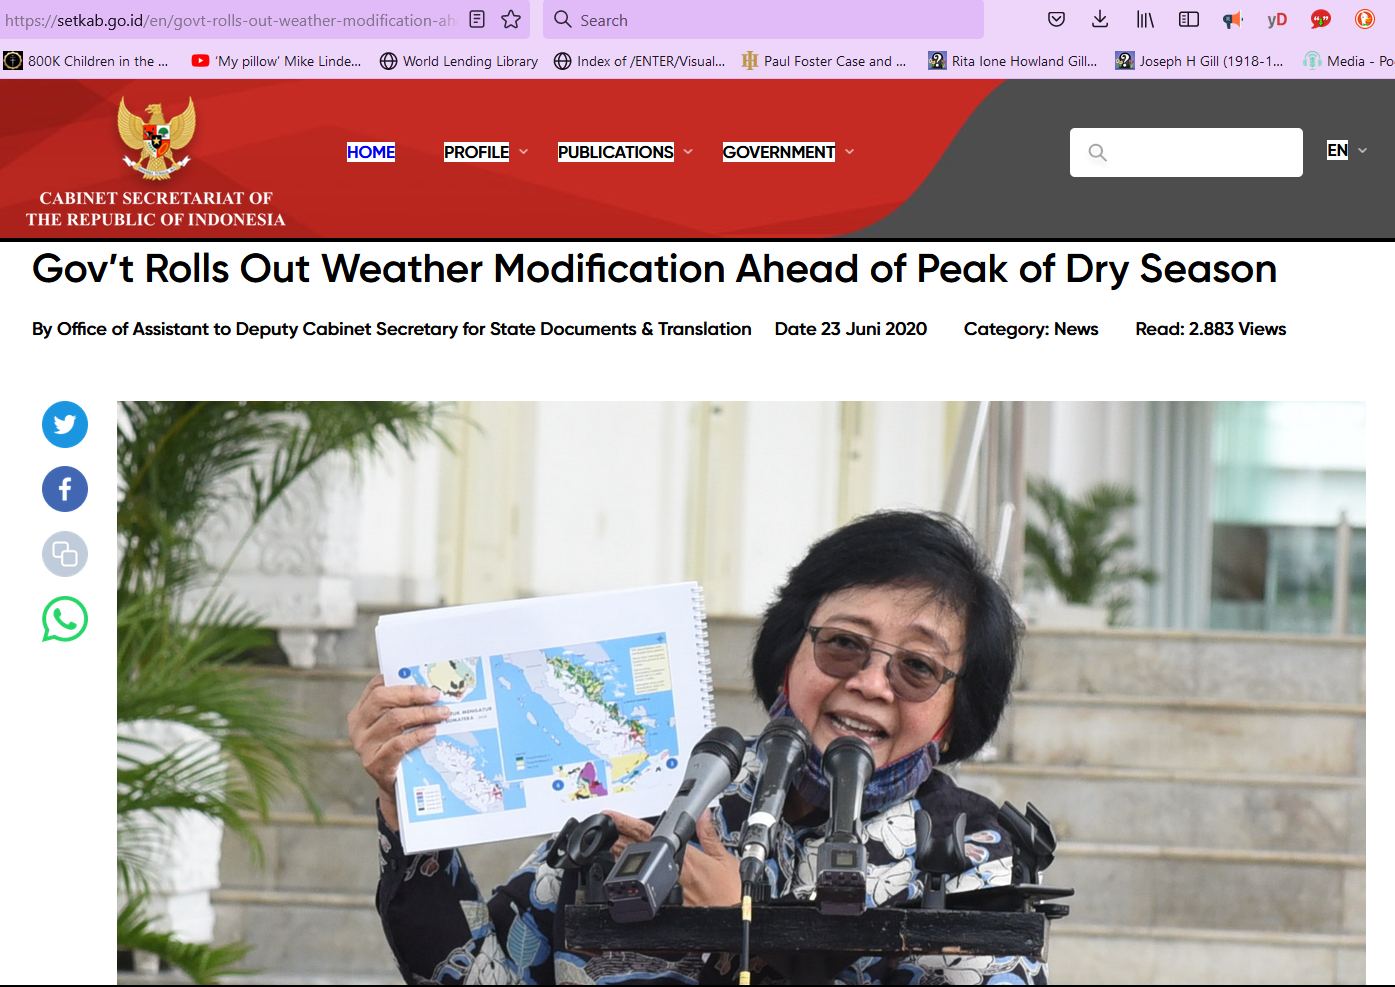 https://setkab.go.id/en/govt-rolls-out-weather-modification-ah
Search
yD
800K Children in the ...
'My pillow' Mike Linde...
World Lending Library
Index of /ENTER/Visual...
Paul Foster Case and ...
Rita Ione Howland Gill...
Joseph H Gill (1918-1...
Media - Po
CABINET SECRETARIAT OF
THE REPUBLIC OF INDONESIA
HOME
PROFILE
PUBLICATIONS
GOVERNMENT
EN
Gov't Rolls Out Weather Modification Ahead of Peak of Dry Season
By Office of Assistant to Deputy Cabinet Secretary for State Documents & Translation Date 23 Juni 2020 Category: News Read: 2.883 Views